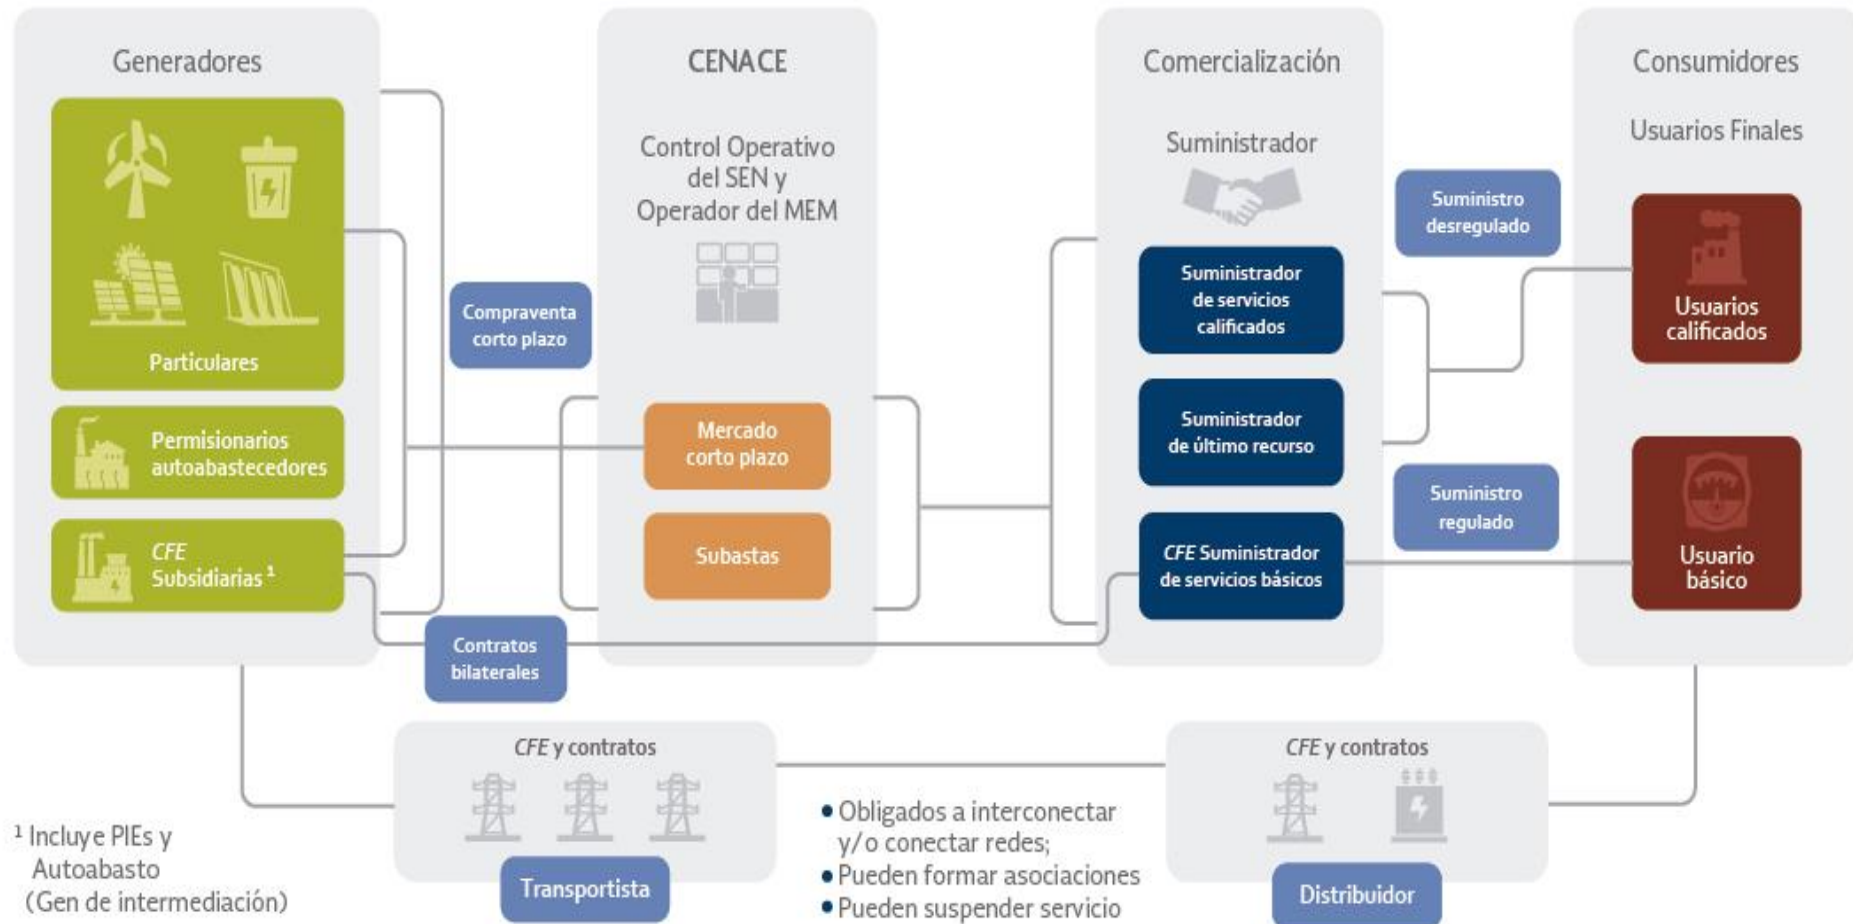 Generadores
Particulares
Permisionarios
autoabastecedores
CFE
Subsidiarias ¹
Compraventa
corto plazo
Contratos
bilaterales
CENACE
Control Operativo
del SEN y
Operador del MEM
Mercado
corto plazo
Subastas
Comercialización
Suministrador
Suministrador
de servicios
calificados
Suministrador
de último recurso
CFE Suministrador
de servicios básicos
Suministro
desregulado
Suministro
regulado
Consumidores
Usuarios Finales
Usuarios
calificados
Usuario
básico
¹ Incluye PIEs y
Autoabasto
(Gen de intermediación)
CFE y contratos
Transportista
• Obligados a interconectar
y/o conectar redes;
• Pueden formar asociaciones
• Pueden suspender servicio
CFE y contratos
Distribuidor